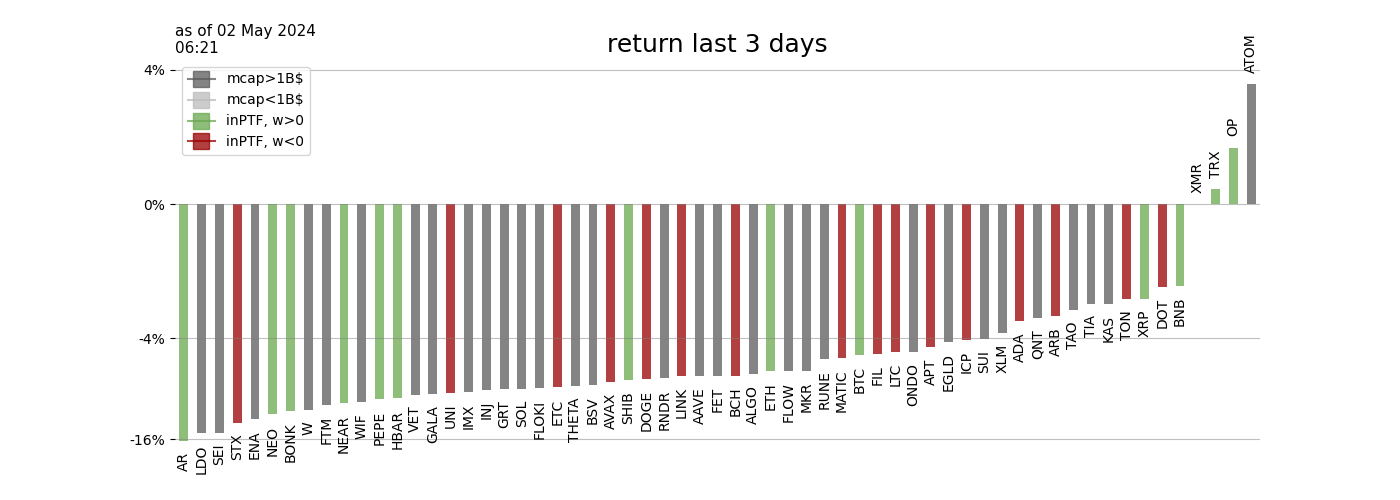 as of 02 May 2024
06:21
return last 3 days
4%
0%
-4%
-16%
mcap>1B$
mcap<1B$
inPTF, w>0
inPTF, w<0
AR
LDO
SEI
STX
ENA
NEO
BONK
W
FTM
NEAR
WIF
PEPE
HBAR
VET
GALA
UNI
IMX
INJ
GRT
SOL
FLOKI
ETC
THETA
BSV
AVAX
SHIB
DOGE
RNDR
LINK
AAVE
FET
BCH
ALGO
ETH
FLOW
MKR
RUNE
MATIC
BTC
FIL
LTC
ONDO
APT
EGLD
ICP
SUI
XLM
ADA
QNT
ARB
TAO
TIA
KAS
TON
XRP
DOT
BNB
XMR
TRX
OP
ATOM